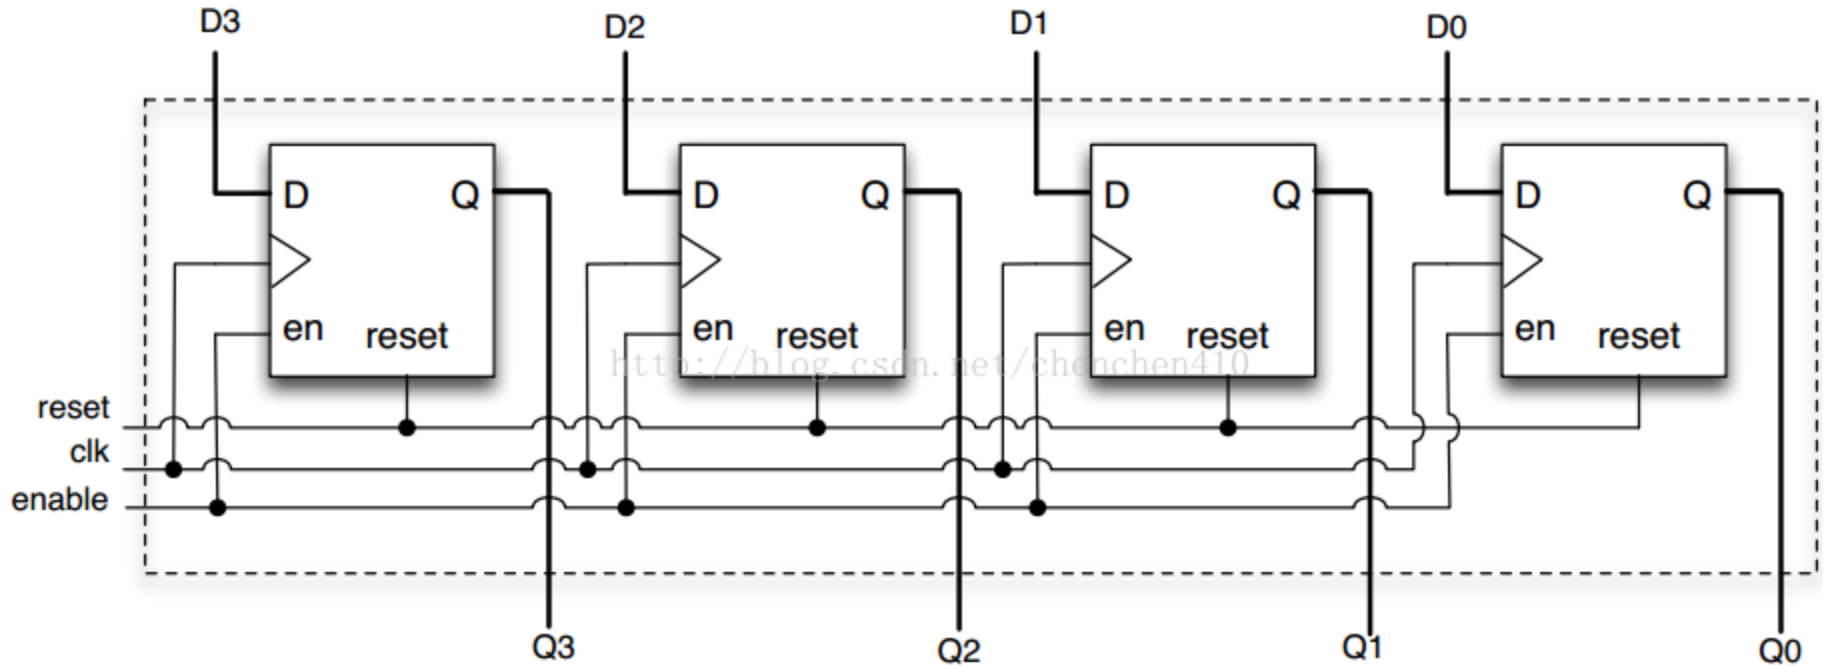 D3 D2 D1 D0
D Q D Q D Q D Q
en reset en reset en reset en reset
http://blog.csdn.net/chenchen410
reset
clk
enable
Q3 Q2 Q1 Q0